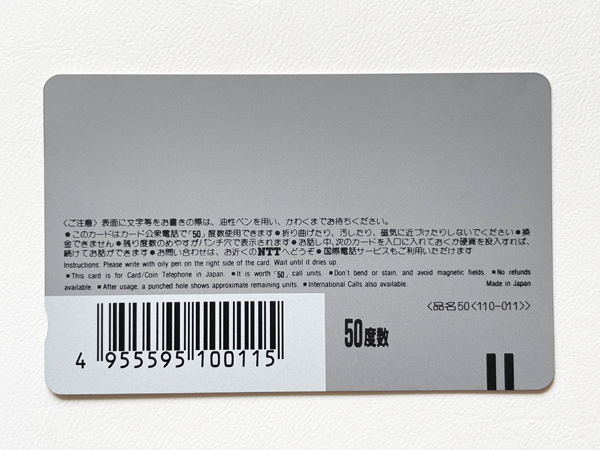 〈ご注意〉表面に文字等をお書きの際は、油性ペンを用い、かわくまでお待ちください。
●このカードはカード公衆電話で「50」度数使用できます●折り曲げたり、汚したり、磁気に近づけたりしないでください●換
金できません●残り度数のめやすがパンチ穴で表示されます●お話し中、次のカードを入口に入れておくか硬貨を投入すれば、
続けてお話ができます●お問い合わせは、お近くのNTTへどうぞ●国際電話サービスもご利用いただけます
Instructions: Please write with oily pen on the right side of the card. Wait until it dries up.
■This card is for Card/Coin Telephone in Japan. ■It is worth「50」call units. ■Don't bend or stain, and avoid magnetic fields. ■No refunds
available. ■After usage, a punched hole shows approximate remaining units. ■International Calls also available. Made in Japan
〈品名50〈110-011〉〉
50度数
4 955595 100115